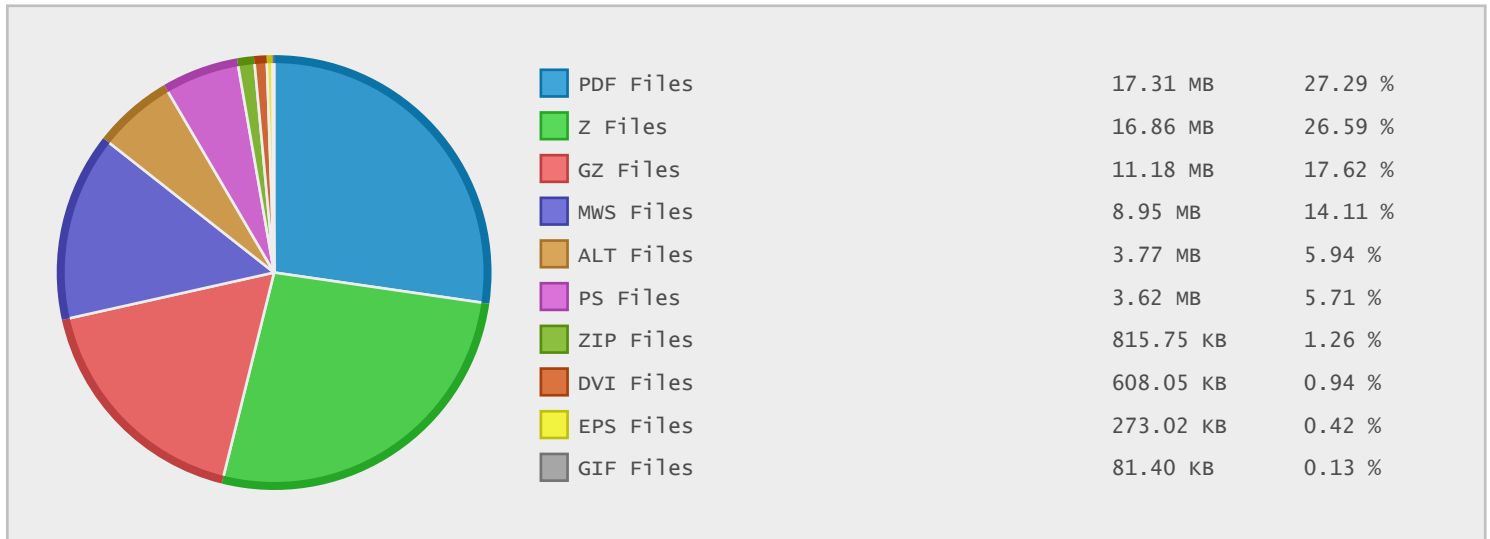 PDF Files 17.31 MB 27.29 %
Z Files 16.86 MB 26.59 %
GZ Files 11.18 MB 17.62 %
MWS Files 8.95 MB 14.11 %
ALT Files 3.77 MB 5.94 %
PS Files 3.62 MB 5.71 %
ZIP Files 815.75 KB 1.26 %
DVI Files 608.05 KB 0.94 %
EPS Files 273.02 KB 0.42 %
GIF Files 81.40 KB 0.13 %